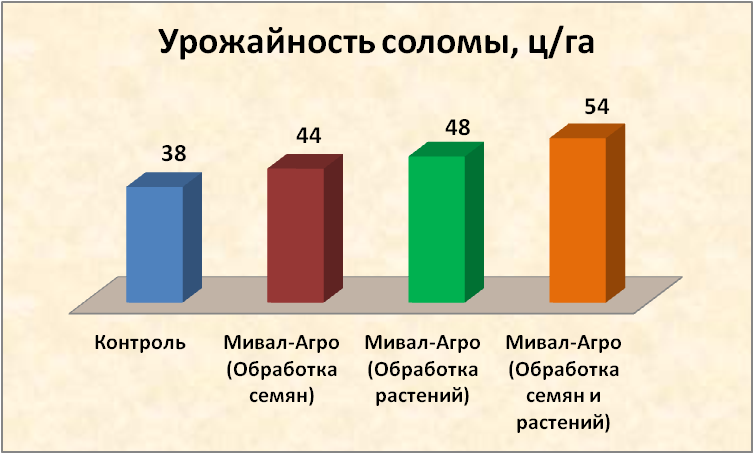 Урожайность соломы, ц/га
38
44
48
54
Контроль
Мивал-Агро
(Обработка
семян)
Мивал-Агро
(Обработка
растений)
Мивал-Агро
(Обработка
семян и
растений)